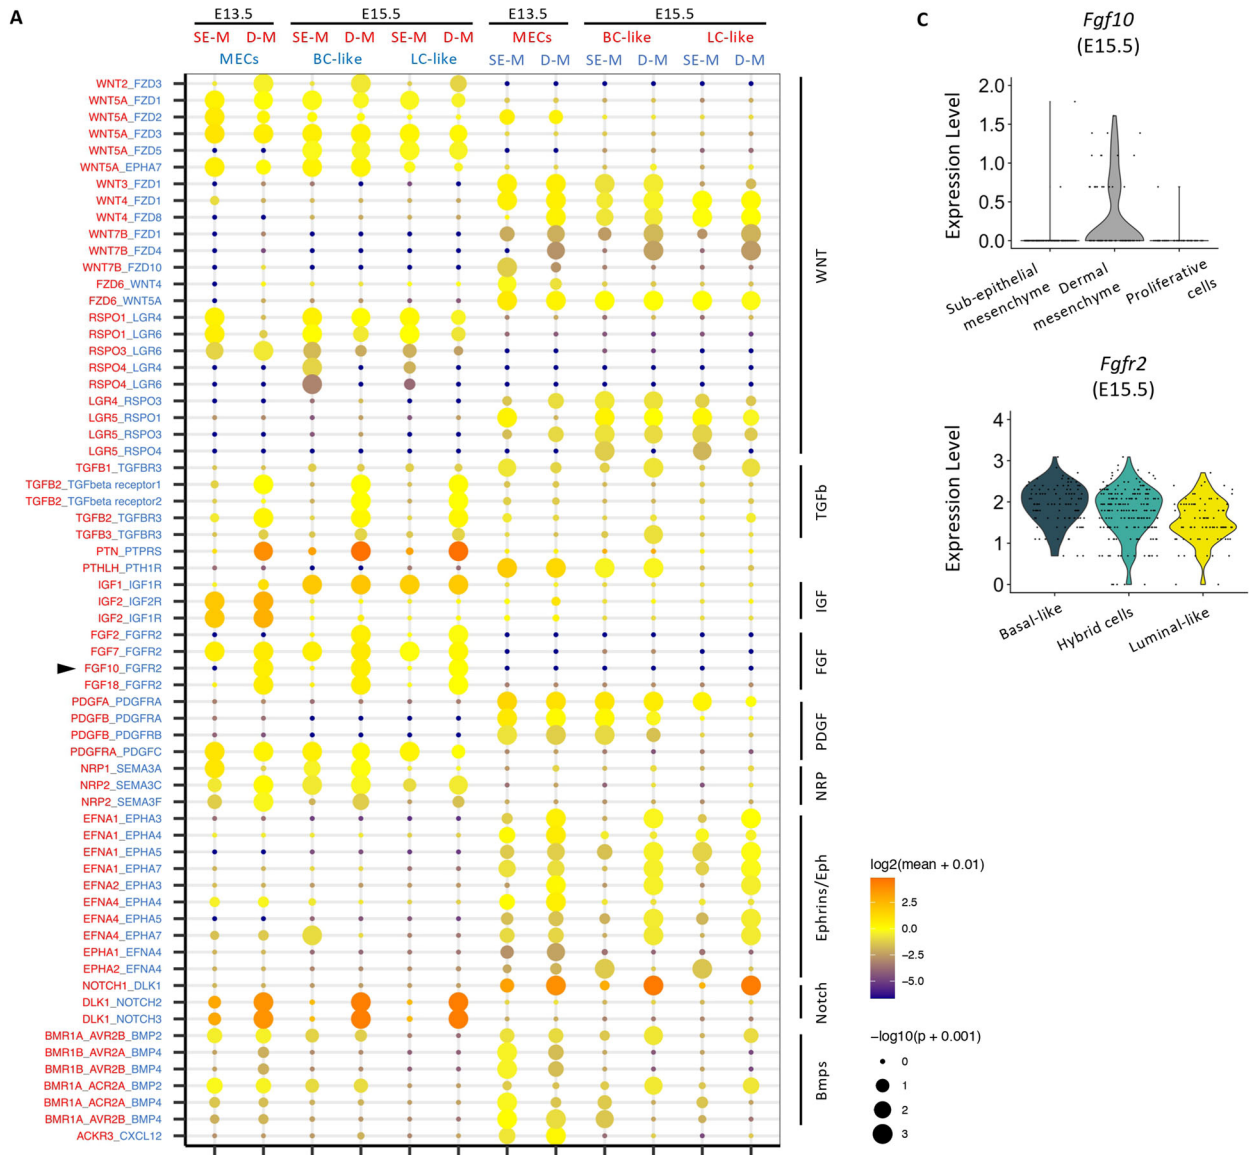 A
E13.5 E15.5 E13.5 E15.5
SE-M D-M SE-M D-M SE-M D-M MECs BC-like LC-like
MECs BC-like LC-like SE-M D-M SE-M D-M SE-M D-M
WNT2_FZD3
WNT5A_FZD1
WNT5A_FZD2
WNT5A_FZD3
WNT5A_FZD5
WNT5A_EPHA7
WNT3_FZD1
WNT4_FZD1
WNT4_FZD8
WNT7B_FZD1
WNT7B_FZD4
WNT7B_FZD10
FZD6_WNT4
FZD6_WNT5A
RSPO1_LGR4
RSPO1_LGR6
RSPO3_LGR6
RSPO4_LGR4
RSPO4_LGR6
LGR4_RSPO3
LGR5_RSPO1
LGR5_RSPO3
LGR5_RSPO4
TGFB1_TGFBR3
TGFB2_TGFbeta receptor1
TGFB2_TGFbeta receptor2
TGFB2_TGFBR3
TGFB3_TGFBR3
PTN_PTPRS
PTHLH_PTH1R
IGF1_IGF1R
IGF2_IGF2R
IGF2_IGF1R
FGF2_FGFR2
FGF7_FGFR2
FGF10_FGFR2
FGF18_FGFR2
PDGFA_PDGFRA
PDGFB_PDGFRA
PDGFB_PDGFRB
PDGFRA_PDGFC
NRP1_SEMA3A
NRP2_SEMA3C
NRP2_SEMA3F
EFNA1_EPHA3
EFNA1_EPHA4
EFNA1_EPHA5
EFNA1_EPHA7
EFNA2_EPHA3
EFNA4_EPHA4
EFNA4_EPHA5
EFNA4_EPHA7
EPHA1_EFNA4
EPHA2_EFNA4
NOTCH1_DLK1
DLK1_NOTCH2
DLK1_NOTCH3
BMR1A_AVR2B_BMP2
BMR1B_AVR2A_BMP4
BMR1B_AVR2B_BMP4
BMR1A_ACR2A_BMP2
BMR1A_ACR2A_BMP4
BMR1A_AVR2B_BMP4
ACKR3_CXCL12
WNT
TGFb
IGF
FGF
PDGF
NRP
Ephrins/Eph
Notch
Bmps
C
Fgf10
(E15.5)
Expression Level
2.0
1.5
1.0
0.5
0.0
Sub-epithelial
mesenchyme
Dermal
mesenchyme
Proliferative
cells
Fgfr2
(E15.5)
Expression Level
4
3
2
1
0
Basal-like
Hybrid cells
Luminal-like
log2(mean + 0.01)
2.5
0.0
−2.5
−5.0
−log10(p + 0.001)
0
1
2
3